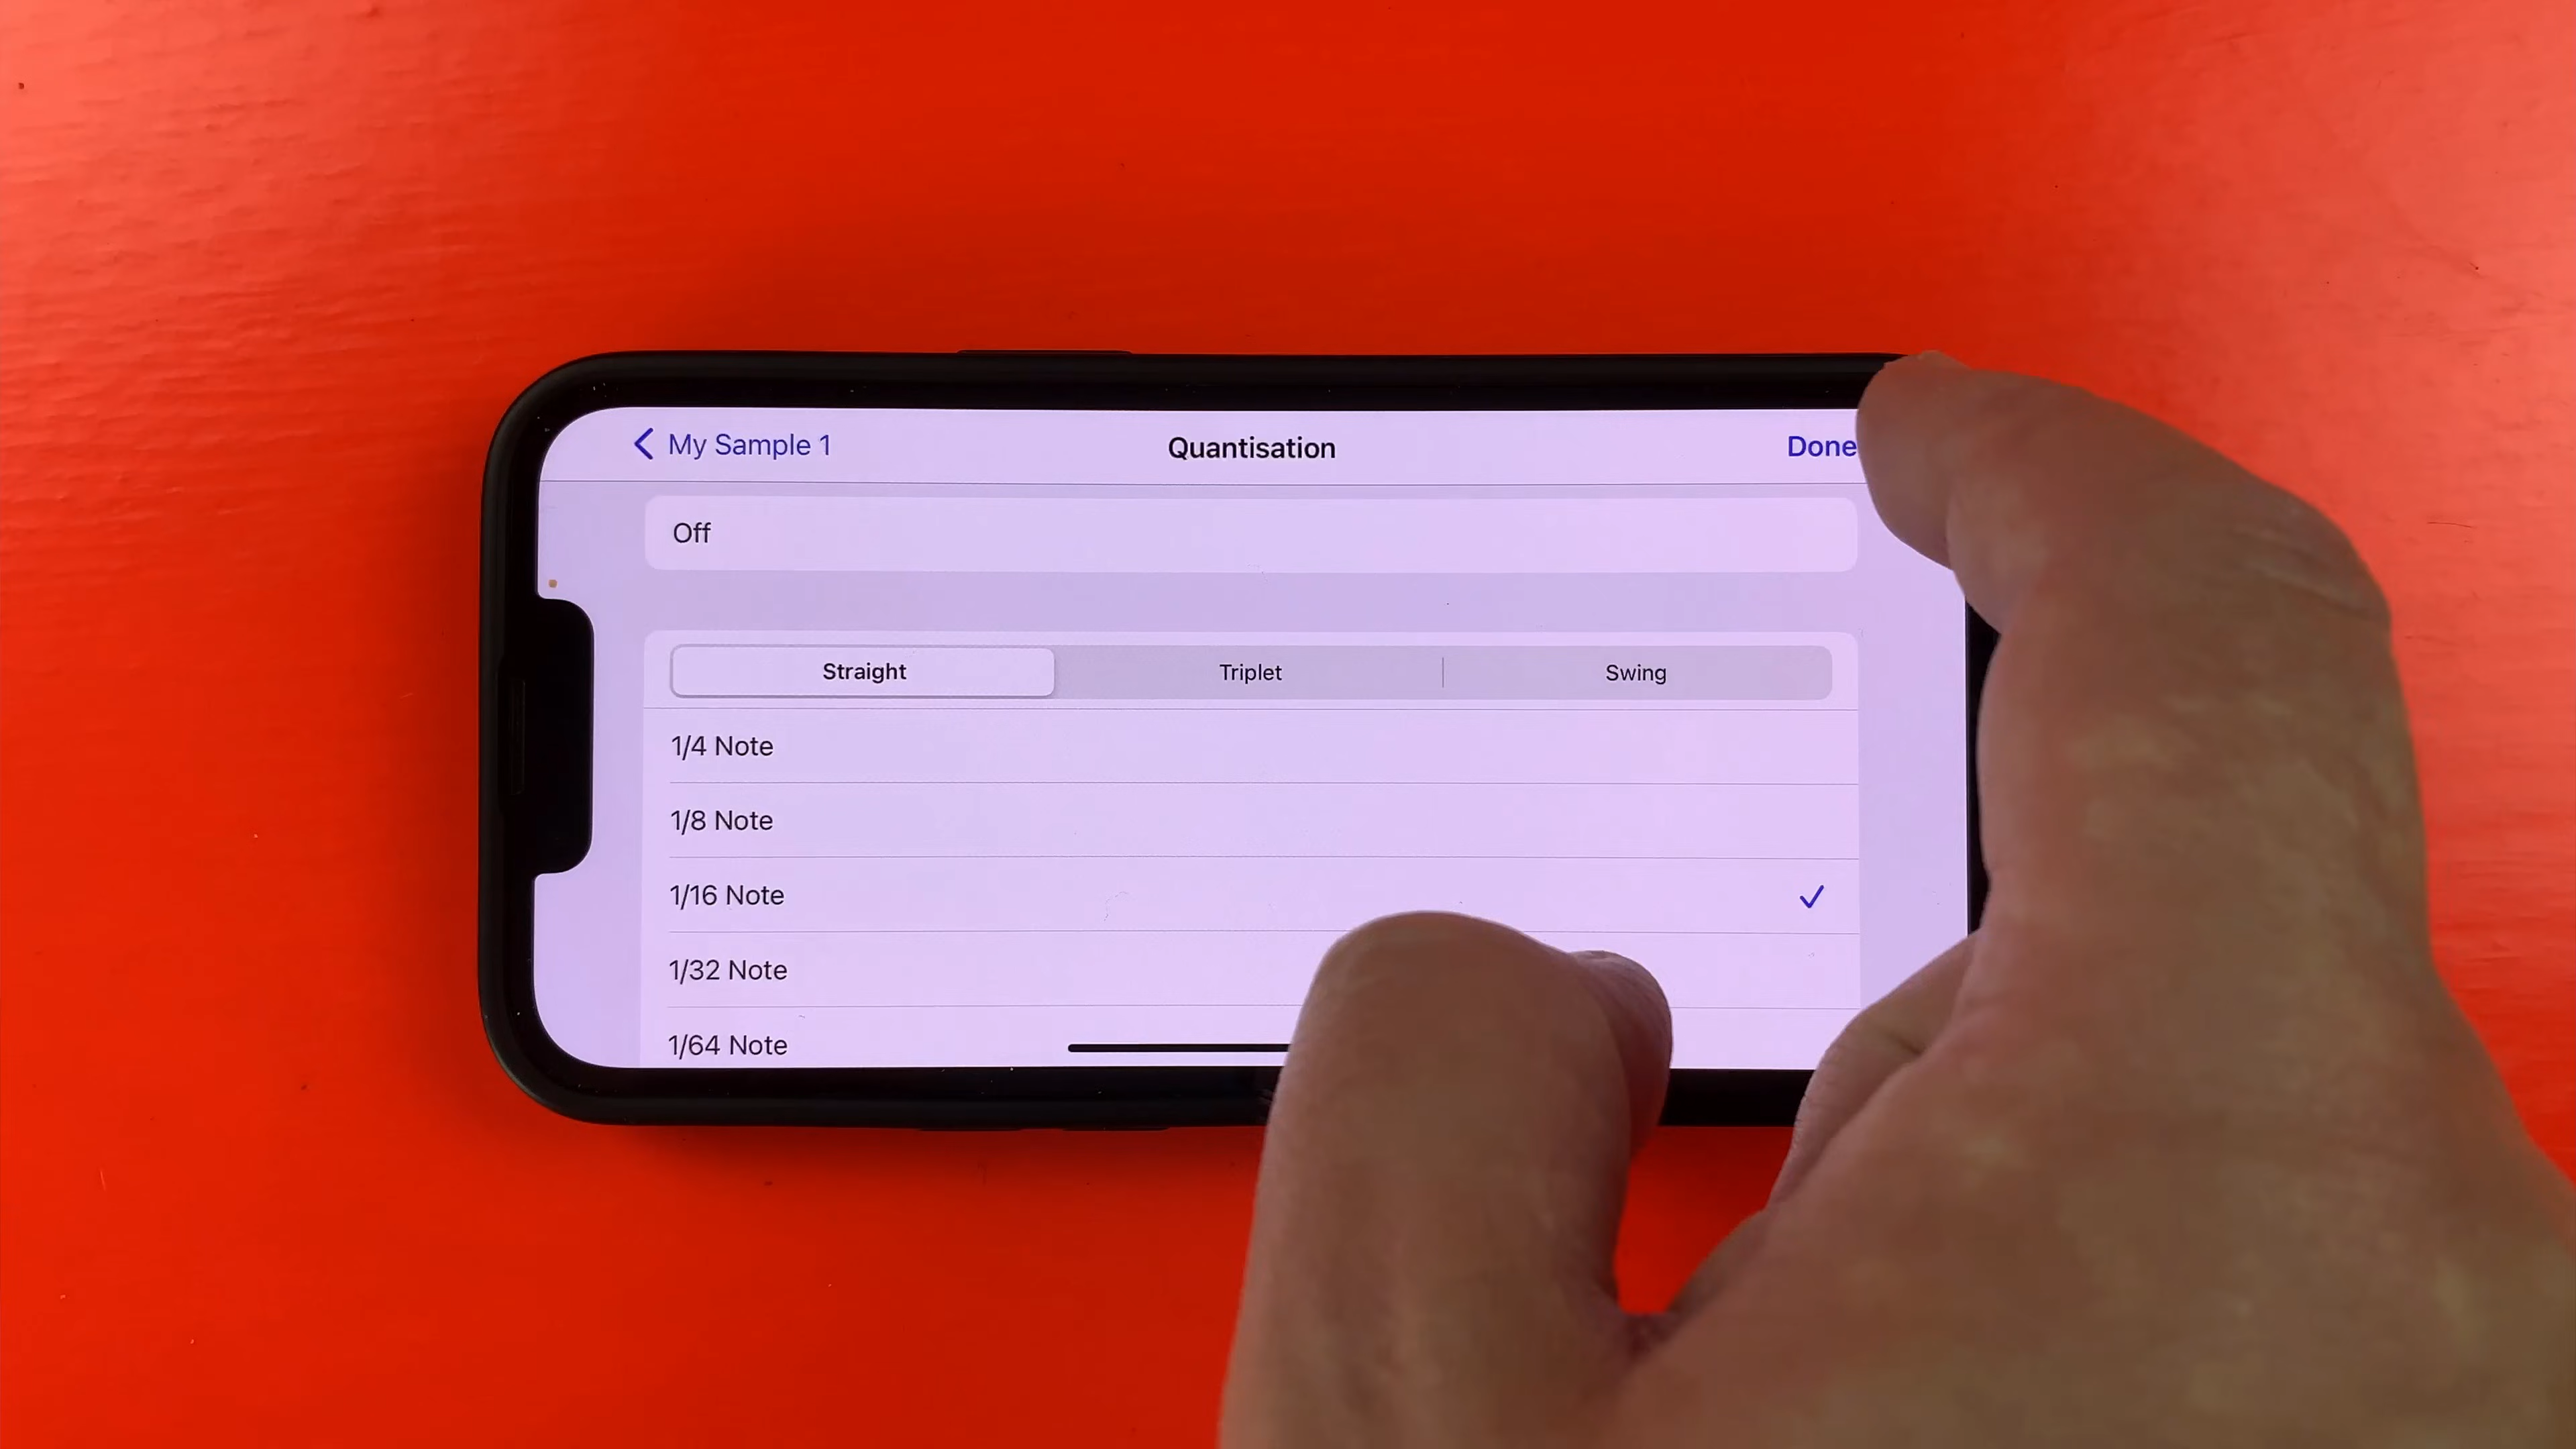 My Sample 1
Quantisation
Done
Off
Straight
Triplet
Swing
1/4 Note
1/8 Note
1/16 Note
1/32 Note
1/64 Note